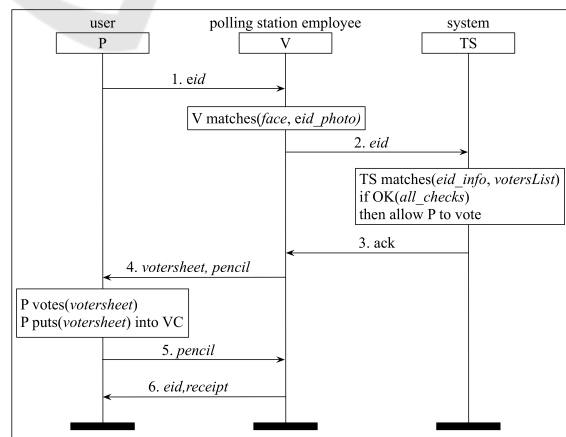 user
polling station employee
system
P
V
TS
1. eid
V matches(face, eid_photo)
2. eid
TS matches(eid_info, votersList)
if OK(all_checks)
then allow P to vote
3. ack
4. votersheet, pencil
P votes(votersheet)
P puts(votersheet) into VC
5. pencil
6. eid,receipt